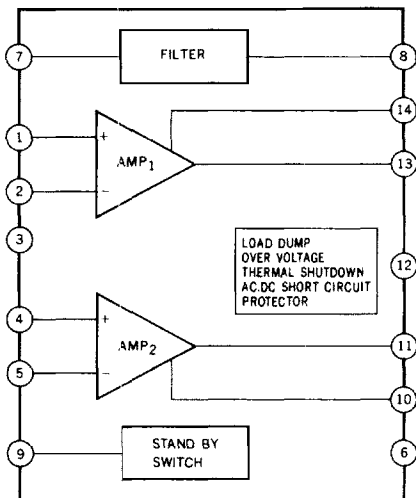 7 FILTER 8
14
1 + AMP1 13
2 −
3
LOAD DUMP
OVER VOLTAGE
THERMAL SHUTDOWN
AC.DC SHORT CIRCUIT
PROTECTOR
12
4 + AMP2 11
5 −
10
9 STAND BY
SWITCH
6